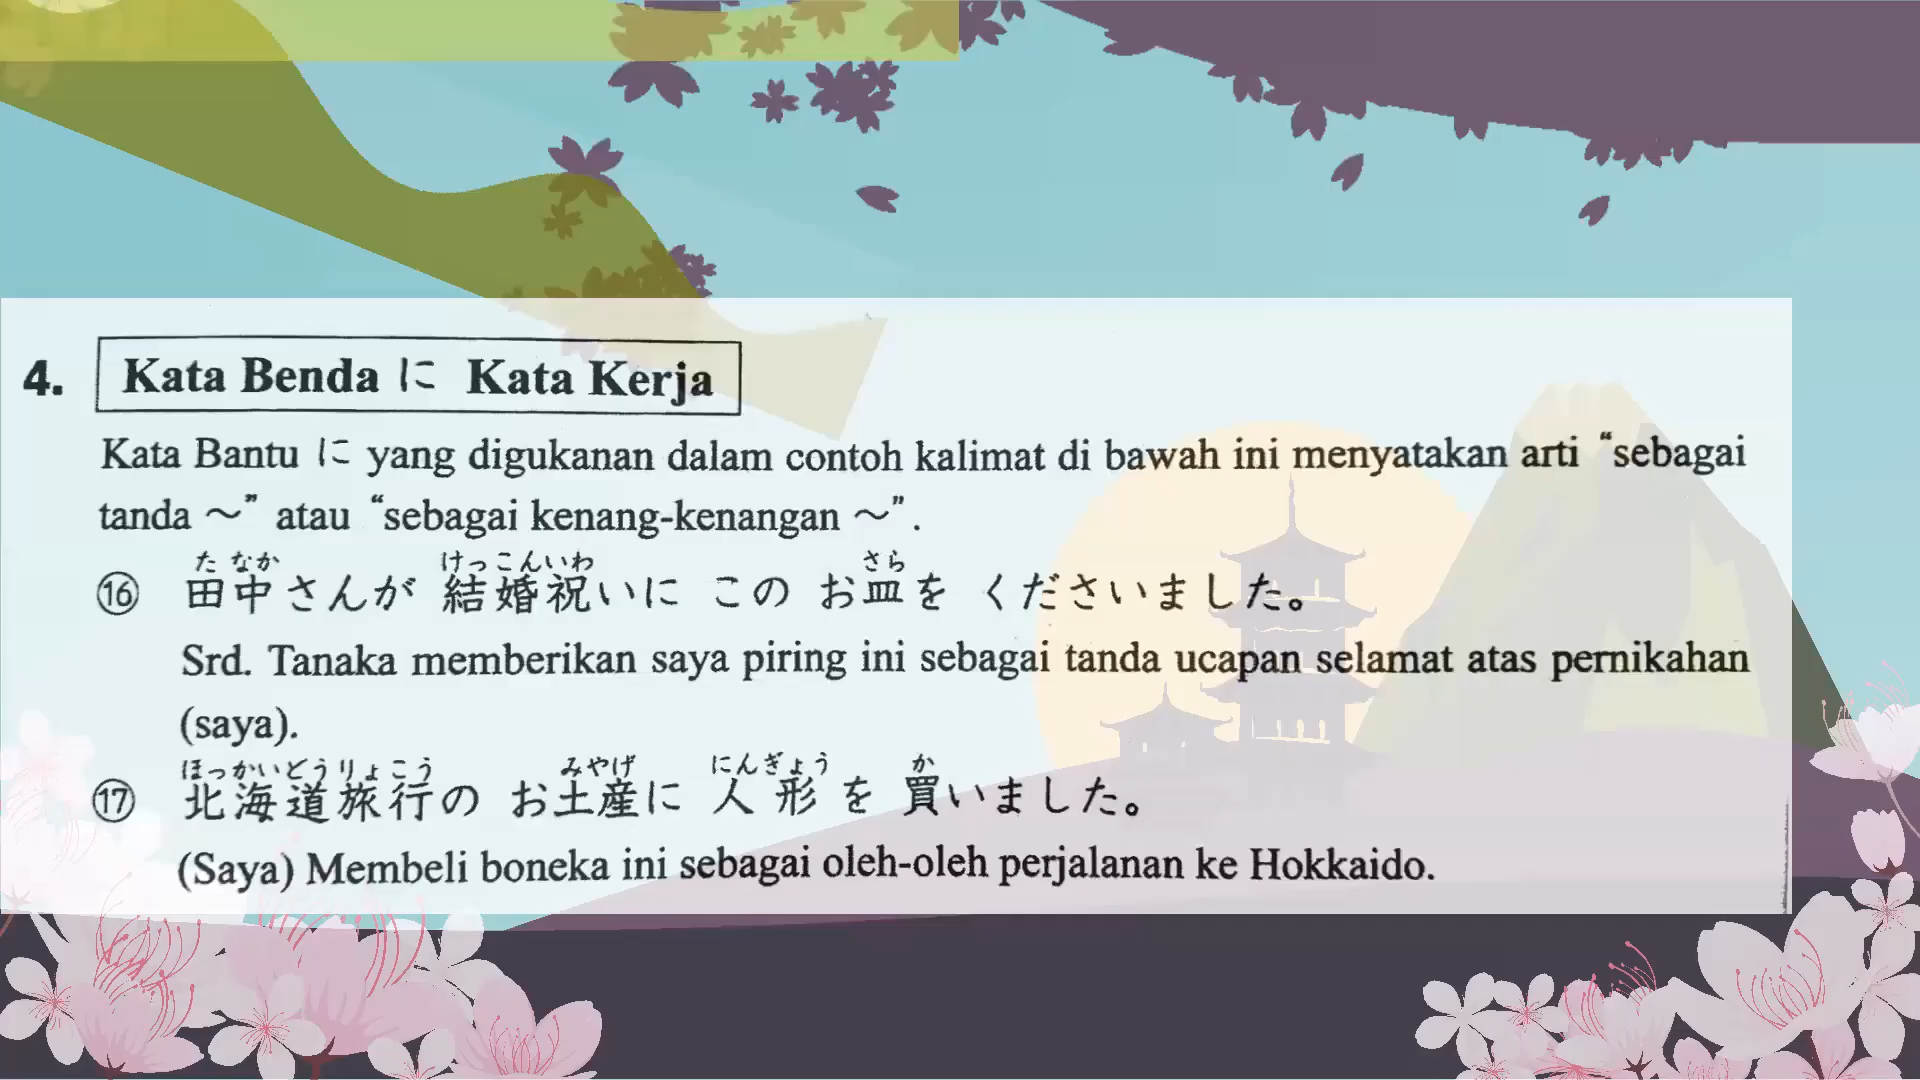 4. Kata Benda に Kata Kerja
Kata Bantu に yang digukanan dalam contoh kalimat di bawah ini menyatakan arti “sebagai
tanda ～” atau “sebagai kenang-kenangan ～”.
た なか けっこんいわ さら
⑯ 田中さんが 結婚祝いに この お皿を くださいました。
Srd. Tanaka memberikan saya piring ini sebagai tanda ucapan selamat atas pernikahan
(saya).
ほっかいどうりょこう みやげ にんぎょう か
⑰ 北海道旅行の お土産に 人形を 買いました。
(Saya) Membeli boneka ini sebagai oleh-oleh perjalanan ke Hokkaido.